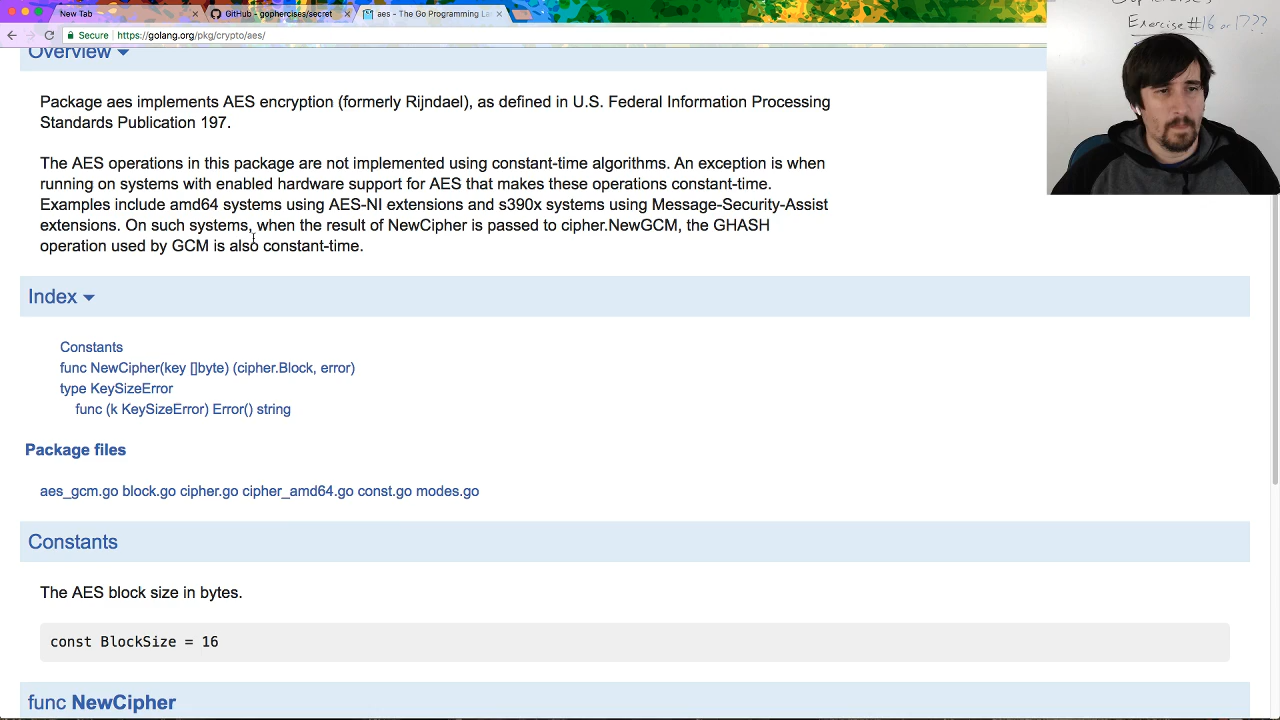 New Tab
GitHub - gophercises/secret
aes - The Go Programming La
Secure
https://golang.org/pkg/crypto/aes/
Exercise #16 or 17???
Overview
Package aes implements AES encryption (formerly Rijndael), as defined in U.S. Federal Information Processing
Standards Publication 197.
The AES operations in this package are not implemented using constant-time algorithms. An exception is when
running on systems with enabled hardware support for AES that makes these operations constant-time.
Examples include amd64 systems using AES-NI extensions and s390x systems using Message-Security-Assist
extensions. On such systems, when the result of NewCipher is passed to cipher.NewGCM, the GHASH
operation used by GCM is also constant-time.
Index
Constants
func NewCipher(key []byte) (cipher.Block, error)
type KeySizeError
func (k KeySizeError) Error() string
Package files
aes_gcm.go block.go cipher.go cipher_amd64.go const.go modes.go
Constants
The AES block size in bytes.
const BlockSize = 16
func NewCipher